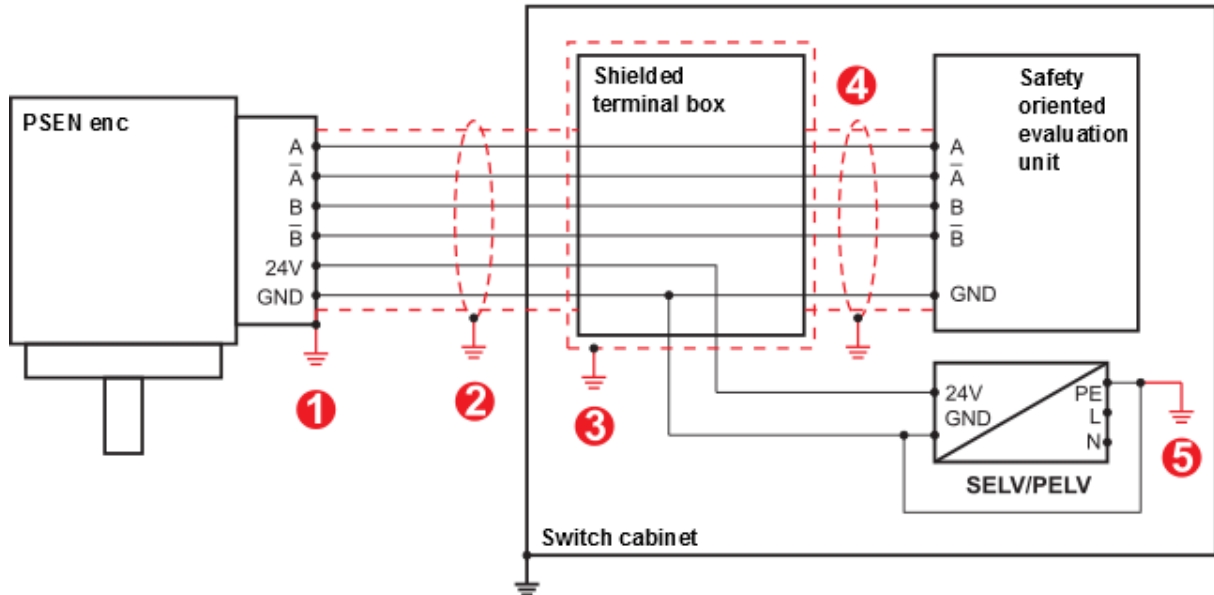 PSEN enc
A
A̅
B
B̅
24V
GND
1
2
Shielded
terminal box
3
4
Safety
oriented
evaluation
unit
A
A̅
B
B̅
GND
24V
GND
PE
L
N
5
SELV/PELV
Switch cabinet